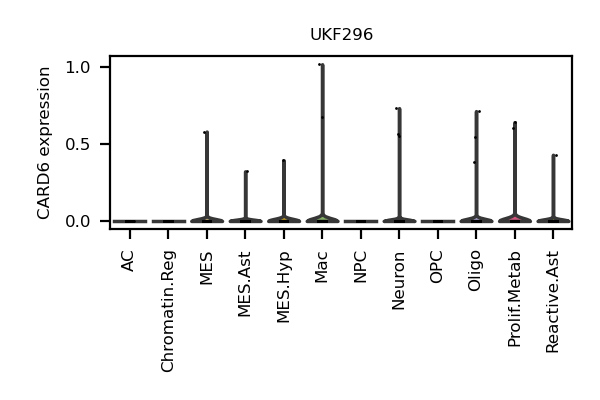 UKF296
CARD6 expression
1.0
0.5
0.0
AC
Chromatin.Reg
MES
MES.Ast
MES.Hyp
Mac
NPC
Neuron
OPC
Oligo
Prolif.Metab
Reactive.Ast